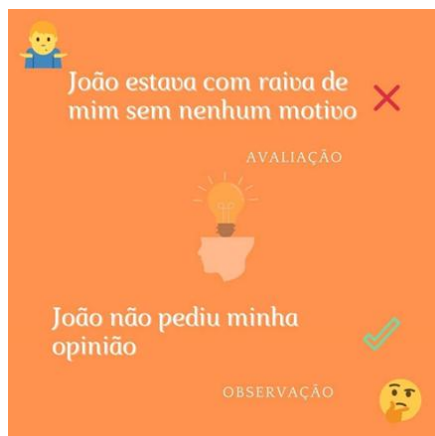 João estava com raiva de
mim sem nenhum motivo
AVALIAÇÃO
João não pediu minha
opinião
OBSERVAÇÃO